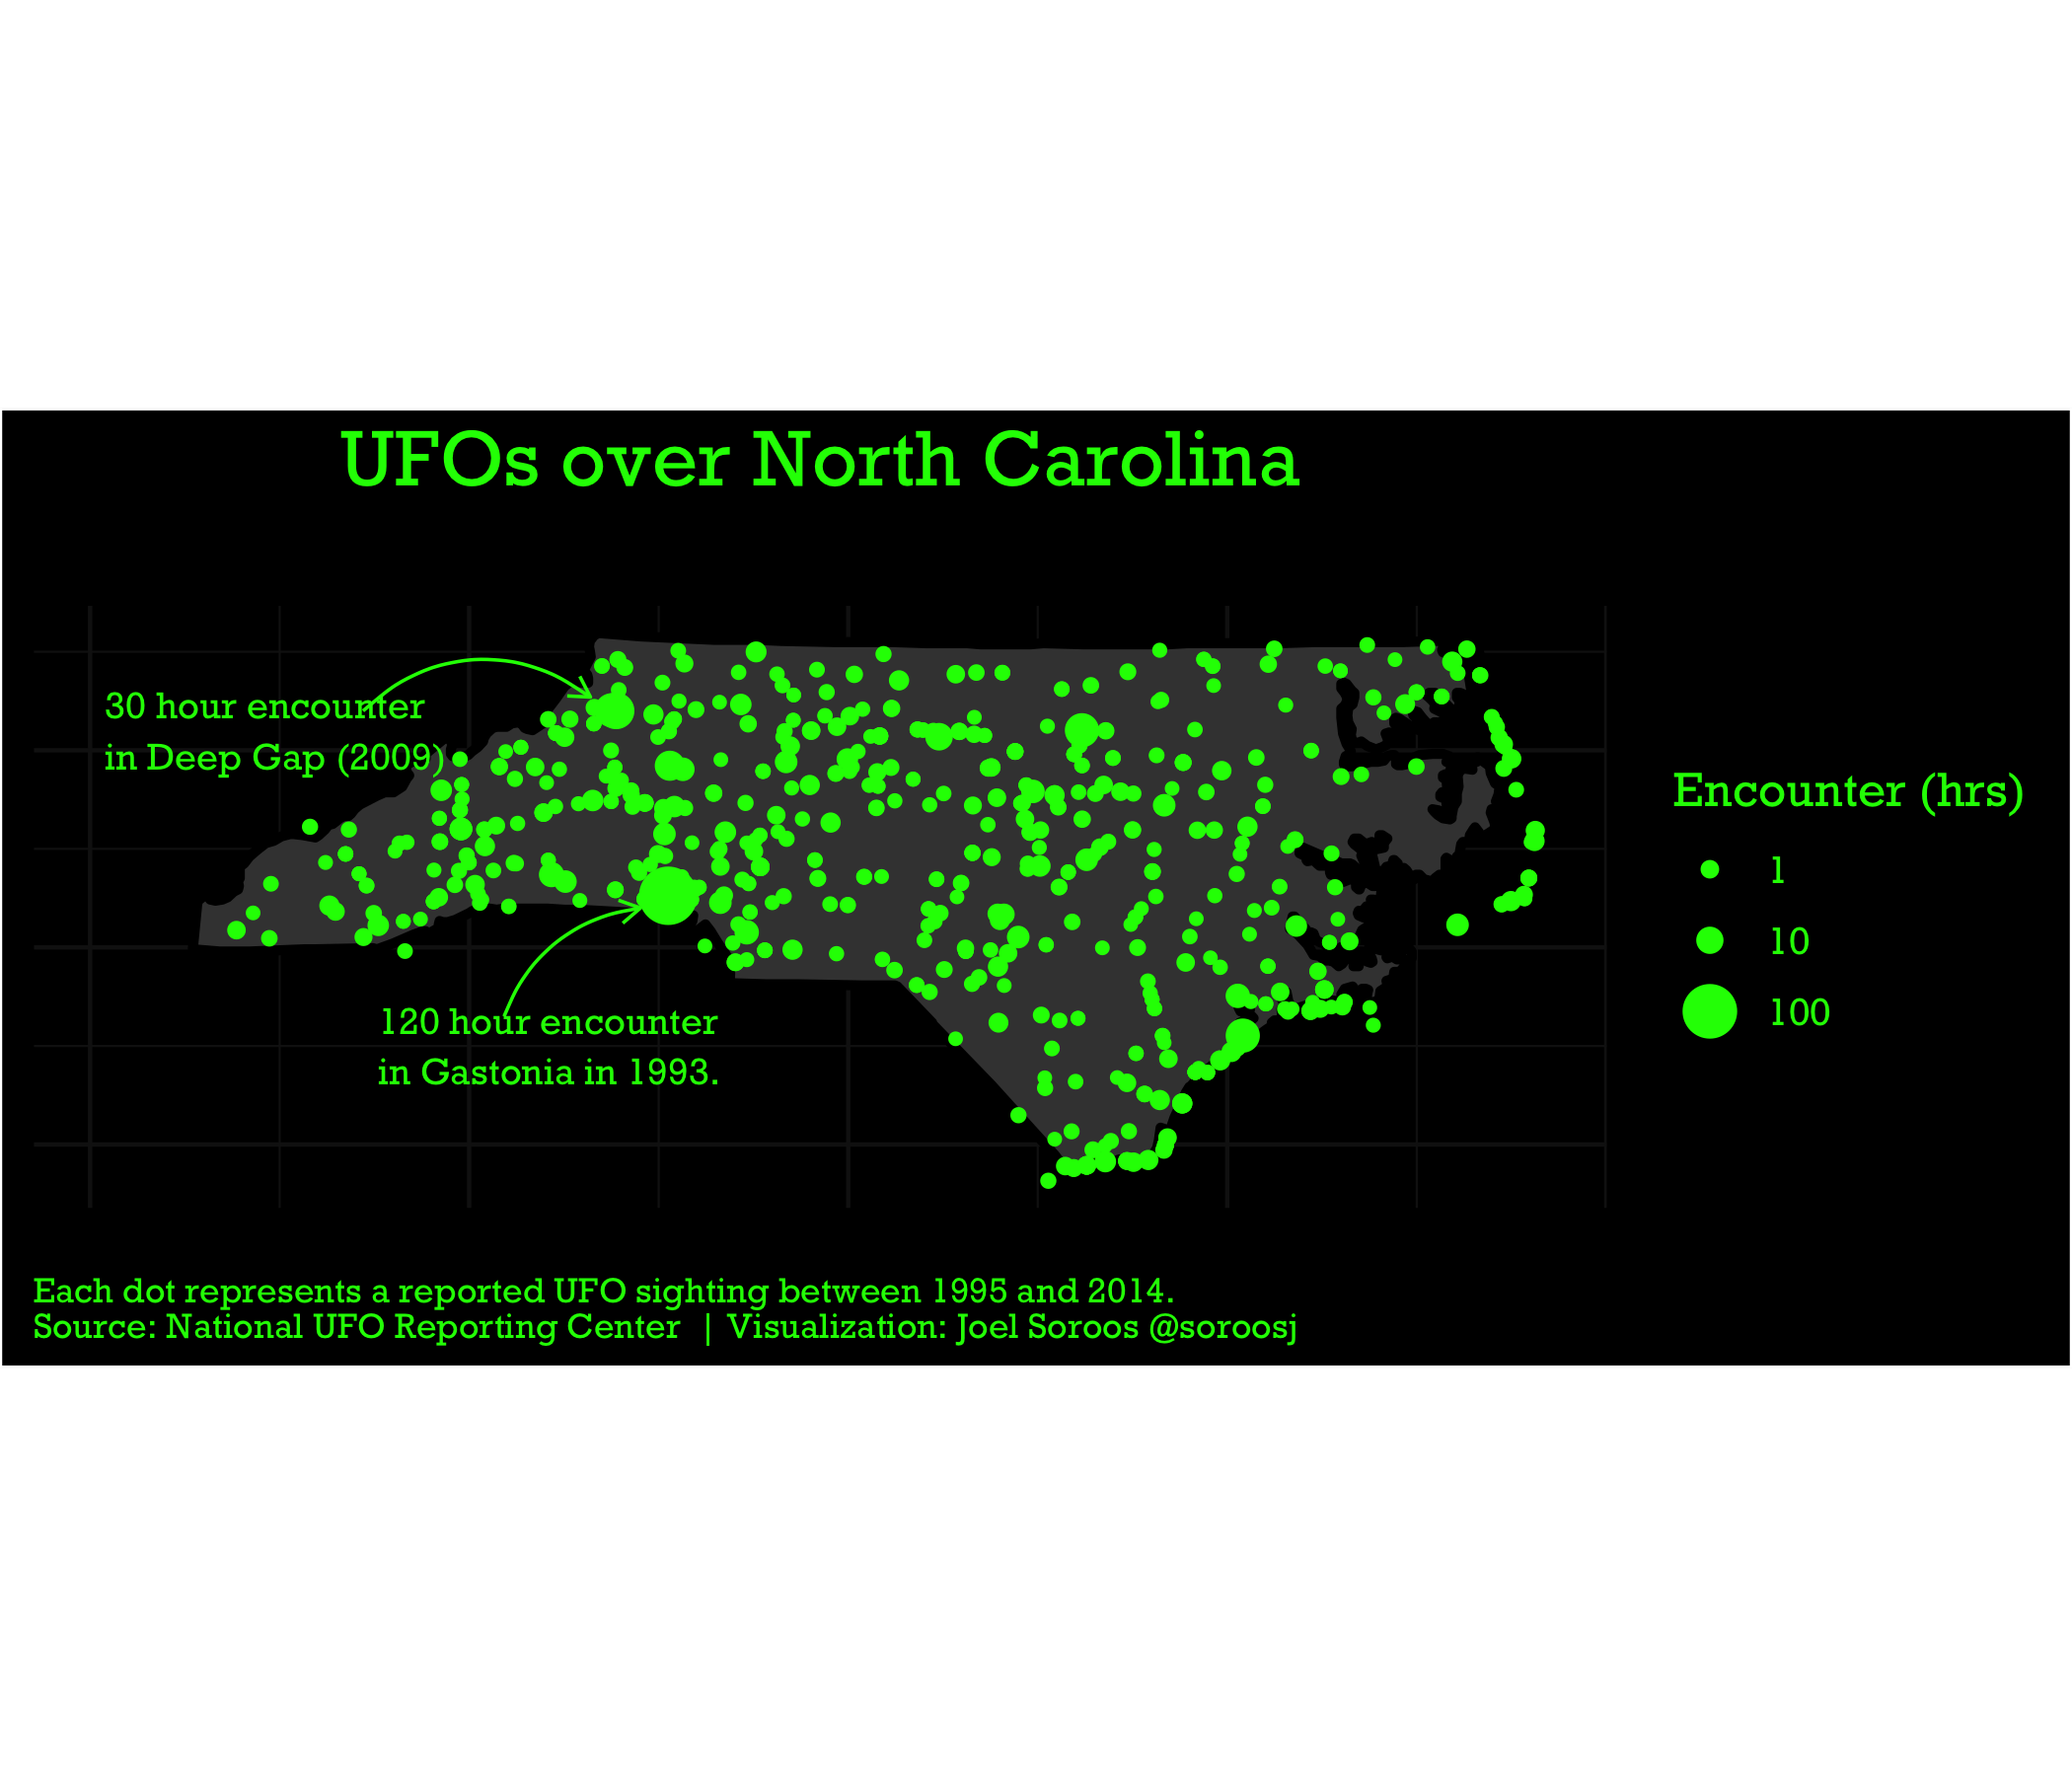 UFOs over North Carolina
30 hour encounter
in Deep Gap (2009)
120 hour encounter
in Gastonia in 1993.
Encounter (hrs)
1
10
100
Each dot represents a reported UFO sighting between 1995 and 2014.
Source: National UFO Reporting Center | Visualization: Joel Soroos @soroosj